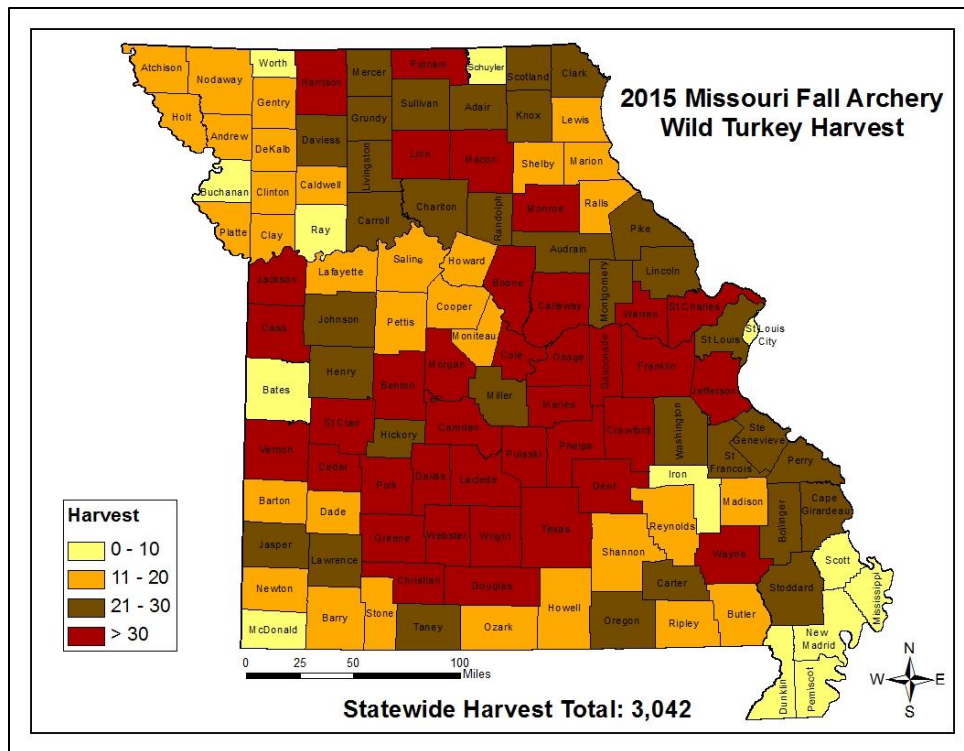 2015 Missouri Fall Archery
Wild Turkey Harvest
Atchison
Nodaway
Worth
Harrison
Mercer
Putnam
Schuyler
Scotland
Clark
Holt
Andrew
Gentry
DeKalb
Daviess
Grundy
Sullivan
Adair
Knox
Lewis
Buchanan
Clinton
Caldwell
Livingston
Linn
Macon
Shelby
Marion
Platte
Clay
Ray
Carroll
Chariton
Randolph
Monroe
Ralls
Pike
Audrain
Jackson
Lafayette
Saline
Howard
Boone
Callaway
Montgomery
Lincoln
Warren
St Charles
St Louis
St Louis
City
Cass
Johnson
Pettis
Cooper
Moniteau
Cole
Osage
Gasconade
Franklin
Jefferson
Bates
Henry
Benton
Morgan
Miller
Maries
Vernon
St Clair
Hickory
Camden
Pulaski
Phelps
Crawford
Washington
St
Francois
Ste
Genevieve
Perry
Cedar
Polk
Dallas
Laclede
Dent
Iron
Madison
Bollinger
Cape
Girardeau
Barton
Dade
Greene
Webster
Wright
Texas
Shannon
Reynolds
Wayne
Scott
Jasper
Lawrence
Christian
Douglas
Howell
Carter
Stoddard
Mississippi
Newton
McDonald
Barry
Stone
Taney
Ozark
Oregon
Ripley
Butler
New
Madrid
Dunklin
Pemiscot
Harvest
0 - 10
11 - 20
21 - 30
> 30
0 25 50 100
Miles
N
W E
S
Statewide Harvest Total: 3,042